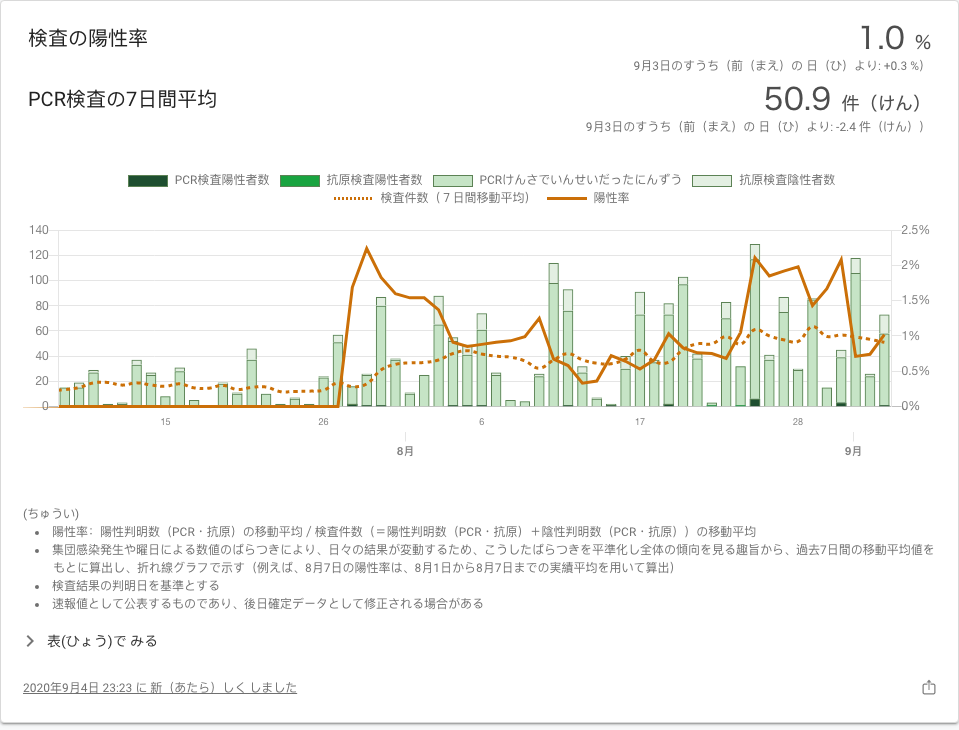 検査の陽性率
1.0 %
9月3日のすうち（前（まえ）の 日（ひ）より: +0.3 %）
PCR検査の7日間平均
50.9 件（けん）
9月3日のすうち（前（まえ）の 日（ひ）より: -2.4 件（けん））
PCR検査陽性者数 抗原検査陽性者数 PCRけんさでいんせいだったにんずう 抗原検査陰性者数
検査件数（７日間移動平均） 陽性率
140 2.5%
120
100 2%
80 1.5%
60 1%
40 0.5%
20
0 0%
15 26 6 17 28
8月 9月
(ちゅうい)
• 陽性率：陽性判明数（PCR・抗原）の移動平均 / 検査件数（＝陽性判明数（PCR・抗原）＋陰性判明数（PCR・抗原））の移動平均
• 集団感染発生や曜日による数値のばらつきにより、日々の結果が変動するため、こうしたばらつきを平準化し全体の傾向を見る趣旨から、過去7日間の移動平均値を
もとに算出し、折れ線グラフで示す（例えば、8月7日の陽性率は、8月1日から8月7日までの実績平均を用いて算出）
• 検査結果の判明日を基準とする
• 速報値として公表するものであり、後日確定データとして修正される場合がある
表(ひょう)で みる
2020年9月4日 23:23 に 新（あたら）しく しました